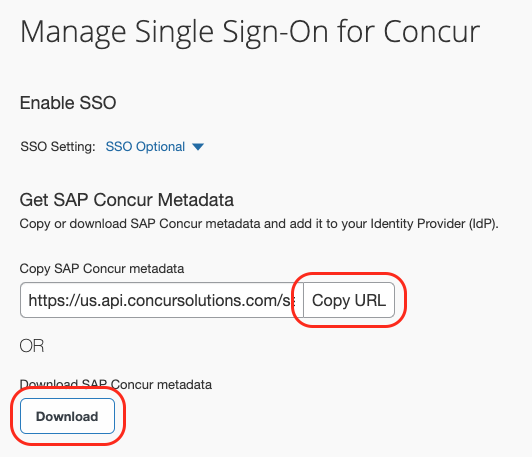 Manage Single Sign-On for Concur
Enable SSO
SSO Setting: SSO Optional
Get SAP Concur Metadata
Copy or download SAP Concur metadata and add it to your Identity Provider (IdP).
Copy SAP Concur metadata
https://us.api.concursolutions.com/sa Copy URL
OR
Download SAP Concur metadata
Download